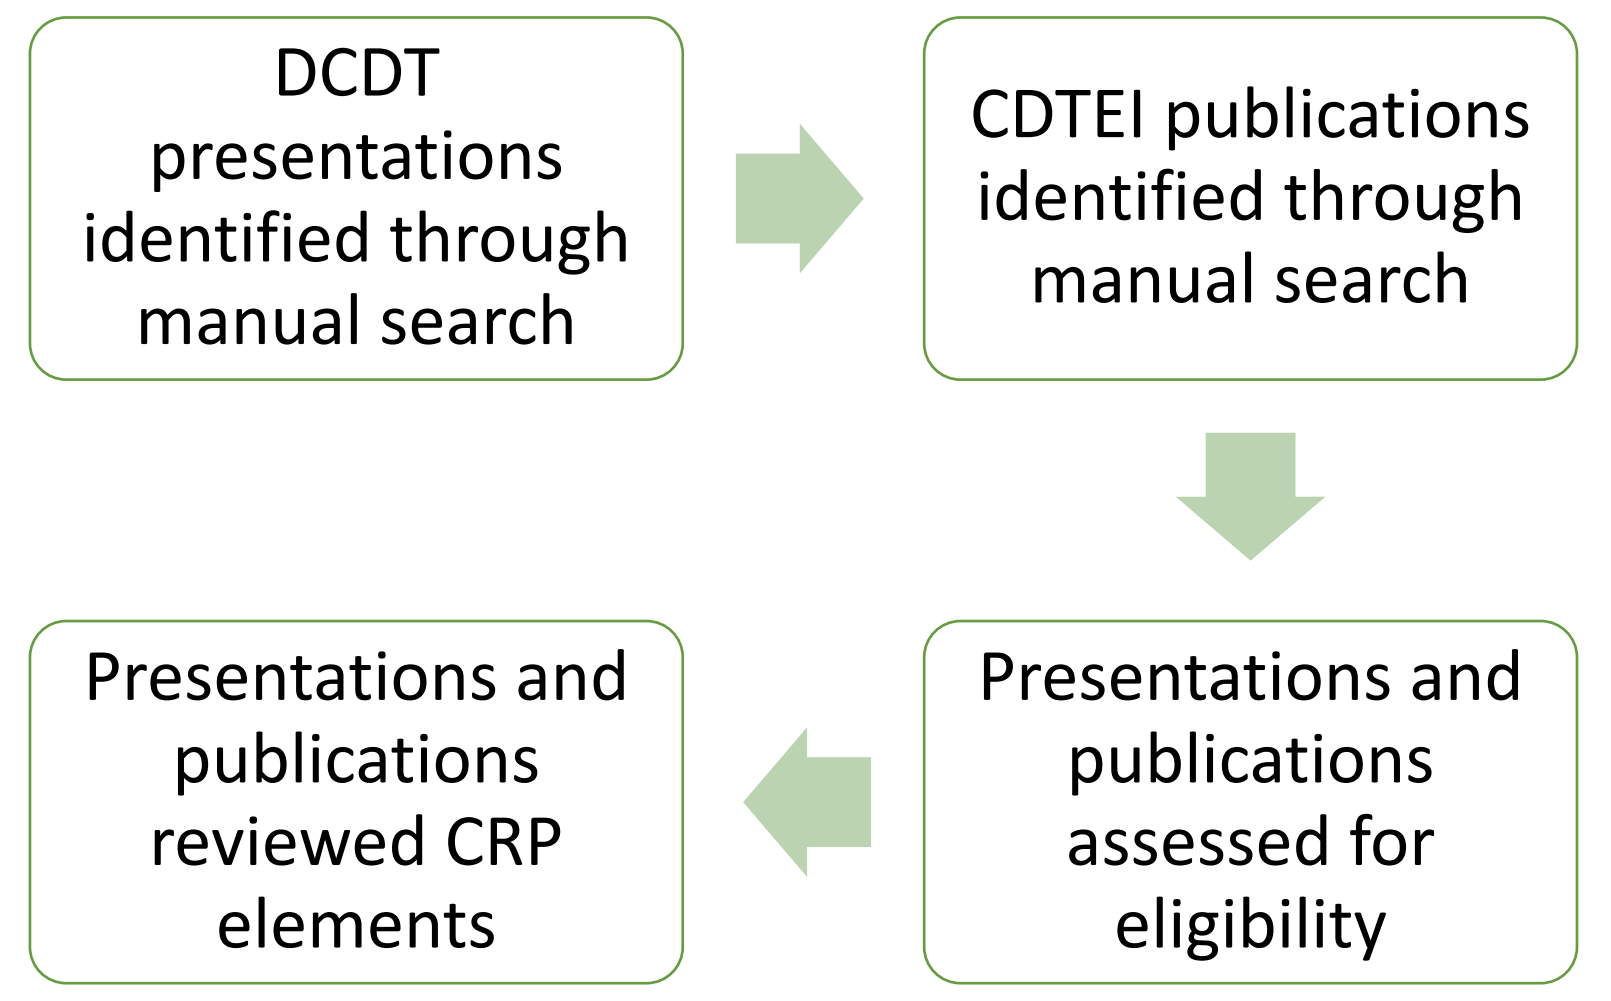 DCDT
presentations
identified through
manual search
CDTEI publications
identified through
manual search
Presentations and
publications
assessed for
eligibility
Presentations and
publications
reviewed CRP
elements